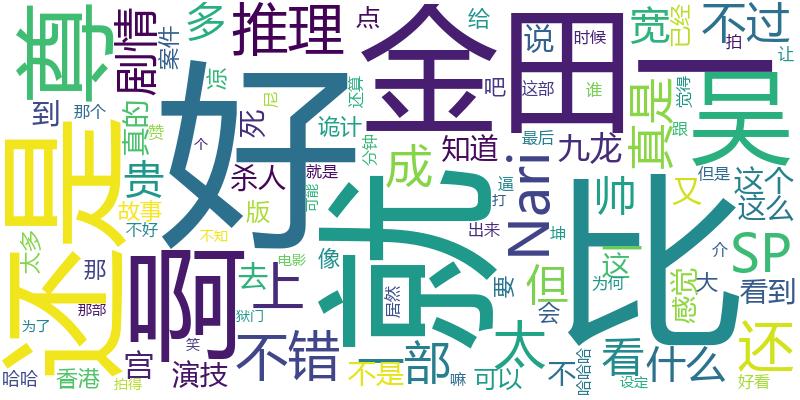 尊
剧情
案件
多
推理
点
金田一
给
说
时候
宽
已经
不过
拍
让
凉
还算
尼
吧
这部
谁
觉得
到
那个
真的
赞
个
死
诡计
分钟
知道
最后
九龙
真是
跟
吴
还是
好
贵
杀人
就是
成
Nari
帅
又
但是
这个
这么
故事
版
可能
逼
打
不好
不知
就
比
太多
那
啊
电影
去
上
像
居然
出来
坤
要
但
这
为何
感觉
介
大
SP
看到
那部
为了
狱门
笑
宫
不错
一部
太
会
哈哈哈
看
什么
还
哈哈
香港
拍得
演技
不是
嘛
可以
不
设定
好看